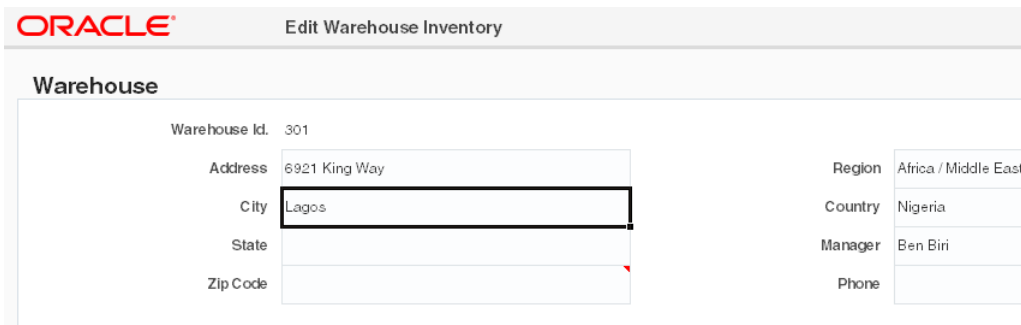 ORACLE Edit Warehouse Inventory
Warehouse
Warehouse Id. 301
Address 6921 King Way Region Africa / Middle East
City Lagos Country Nigeria
State Manager Ben Biri
Zip Code Phone